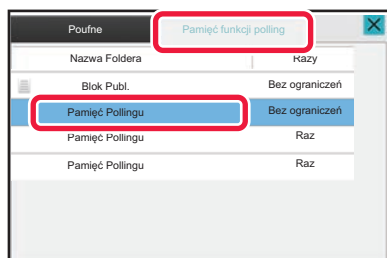 Poufne Pamięć funkcji polling
Nazwa Foldera Razy
Blok Publ. Bez ograniczeń
Pamięć Pollingu Bez ograniczeń
Pamięć Pollingu Raz
Pamięć Pollingu Raz